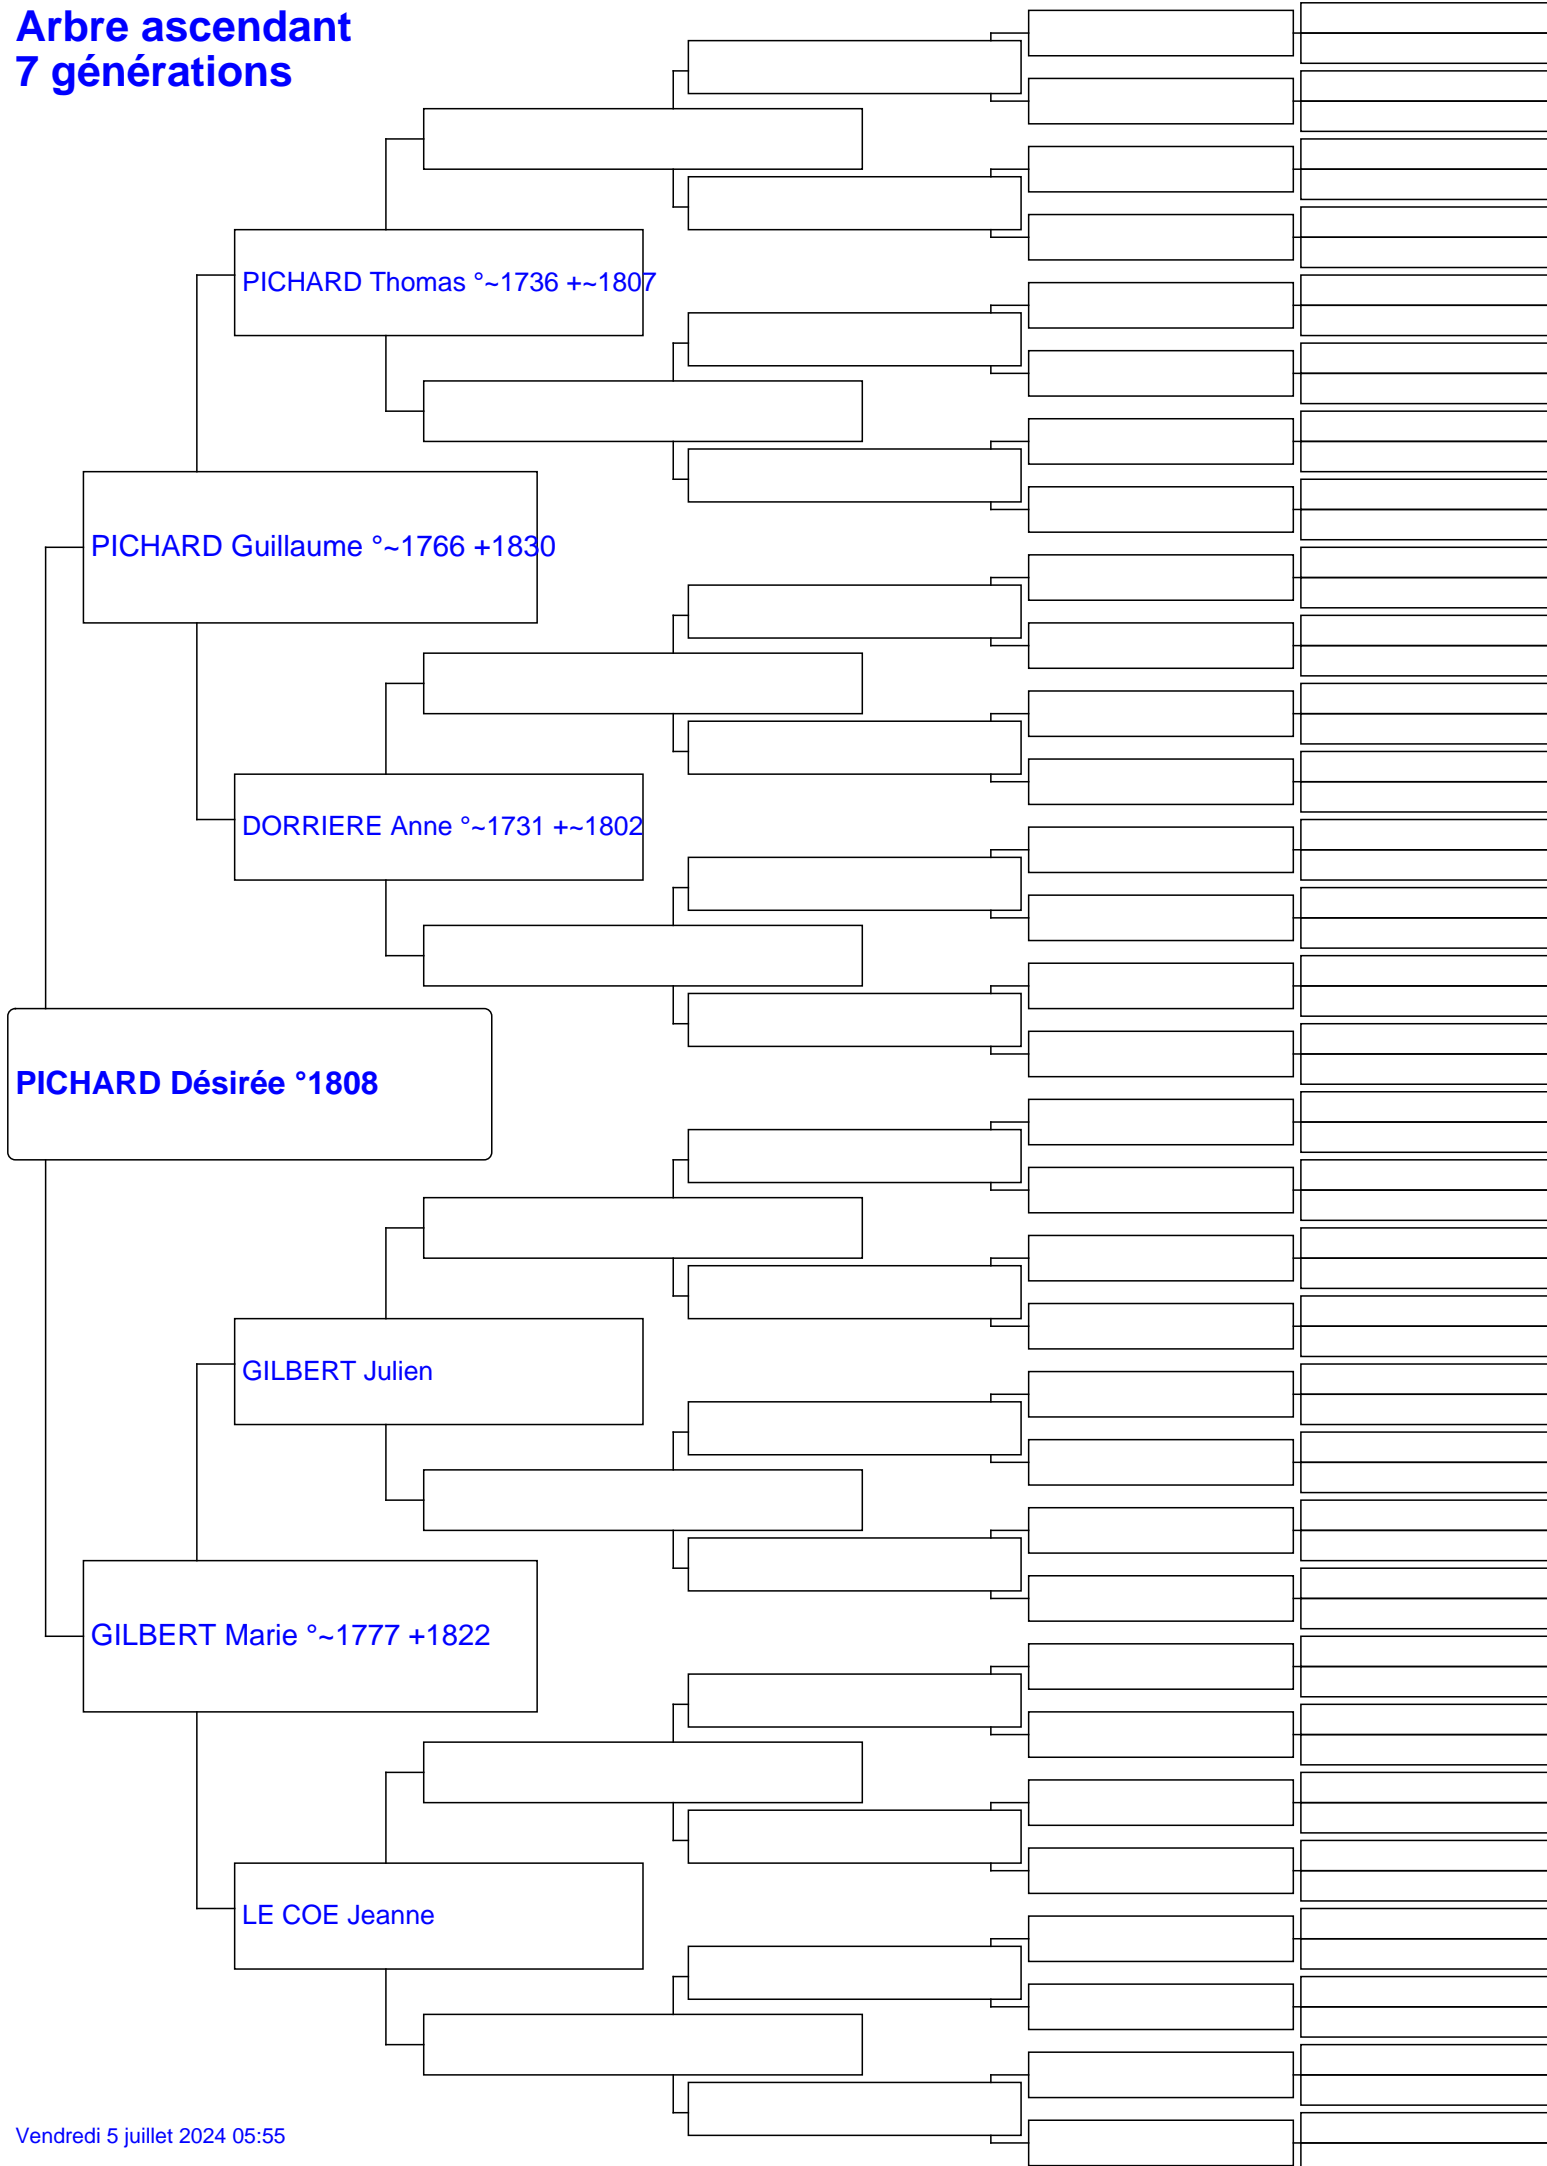 Arbre ascendant
7 générations
PICHARD Thomas °~1736 +~1807
PICHARD Guillaume °~1766 +1830
DORRIERE Anne °~1731 +~1802
PICHARD Désirée °1808
GILBERT Julien
GILBERT Marie °~1777 +1822
LE COE Jeanne
Vendredi 5 juillet 2024 05:55